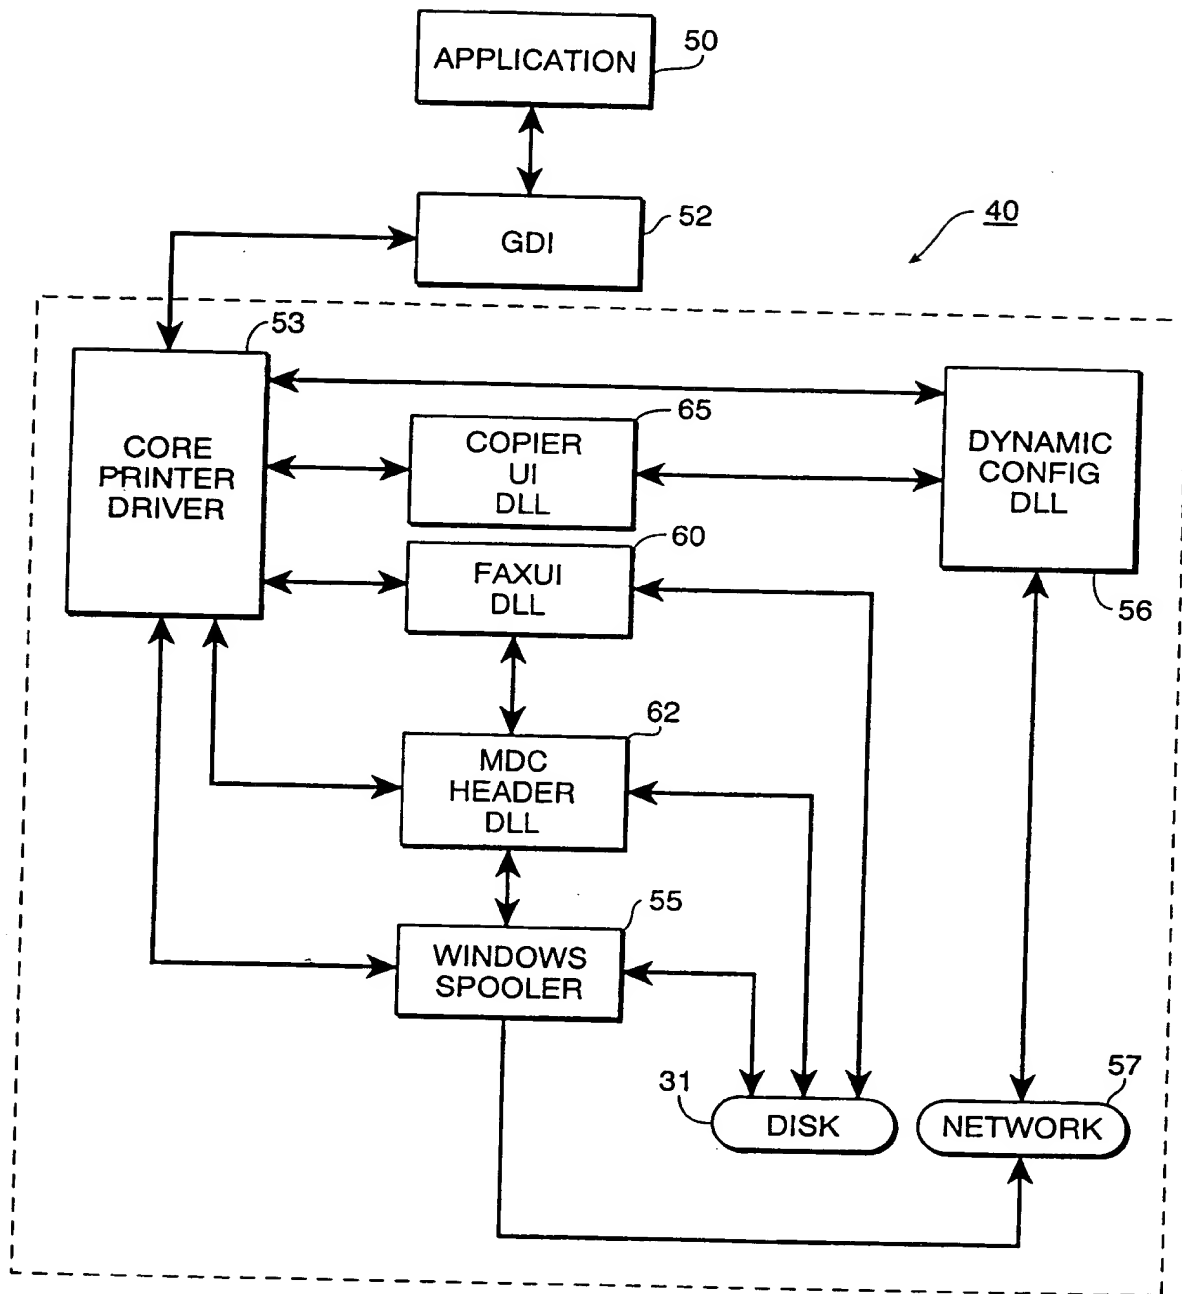 APPLICATION
50
GDI
52
40
53
CORE
PRINTER
DRIVER
65
COPIER
UI
DLL
DYNAMIC
CONFIG
DLL
56
60
FAXUI
DLL
62
MDC
HEADER
DLL
55
WINDOWS
SPOOLER
31
DISK
57
NETWORK